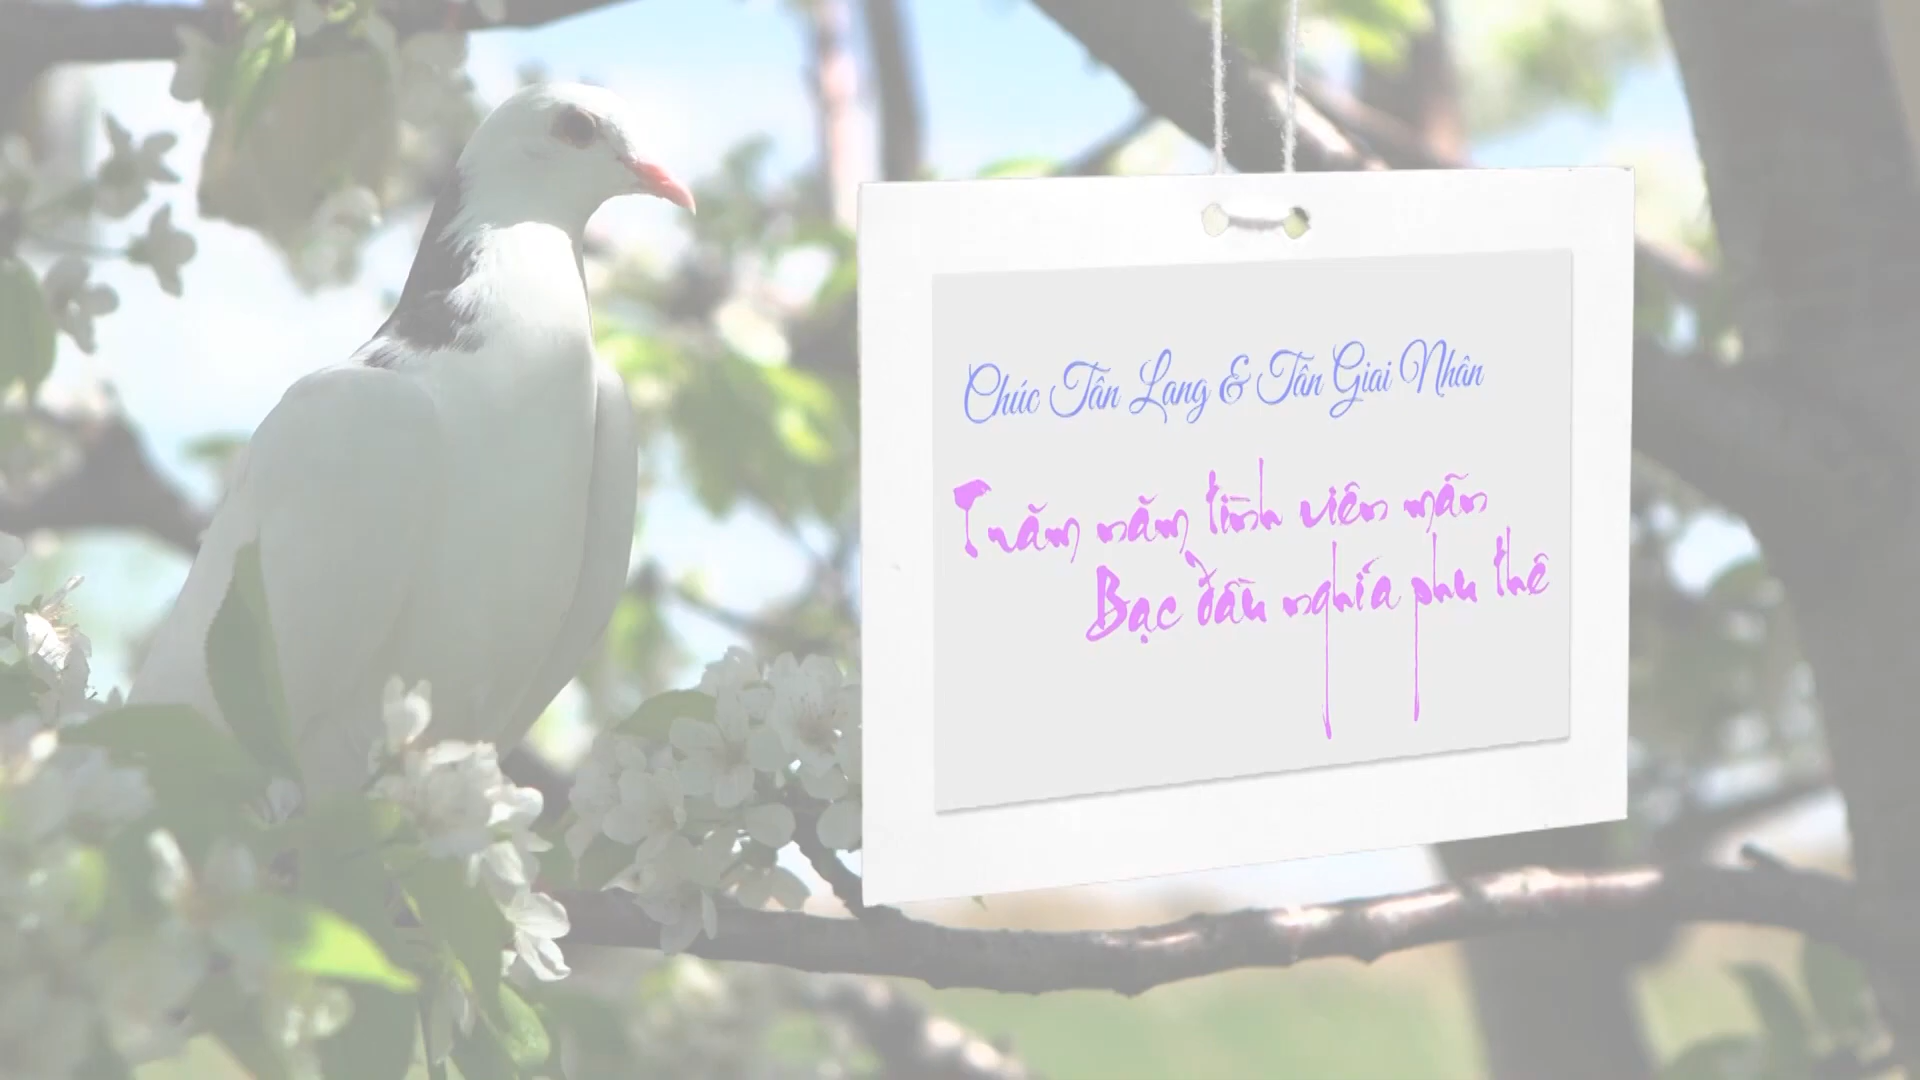 Chúc Tân Lang & Tân Giai Nhân
Trăm năm tình viên mãn
Bạc đầu nghĩa phu thê